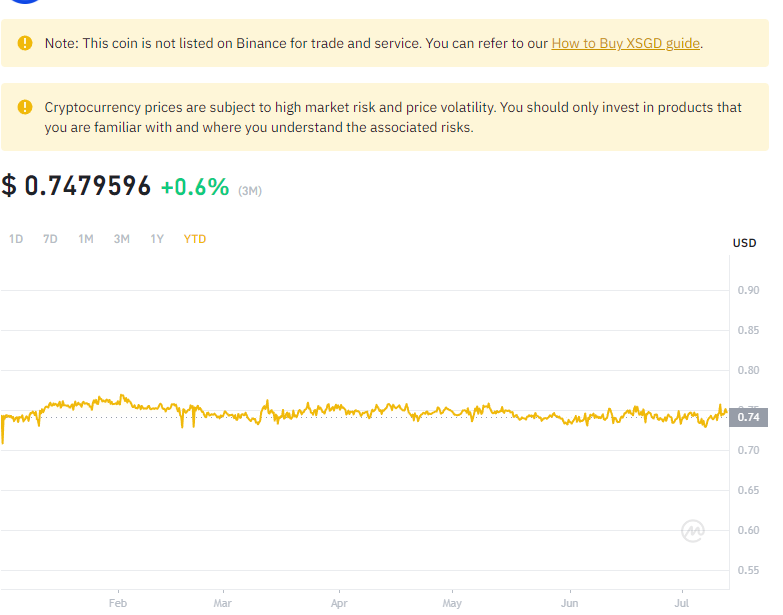 Note: This coin is not listed on Binance for trade and service. You can refer to our How to Buy XSGD guide.
Cryptocurrency prices are subject to high market risk and price volatility. You should only invest in products that
you are familiar with and where you understand the associated risks.
$ 0.7479596 +0.6% (3M)
1D 7D 1M 3M 1Y YTD
USD
0.90
0.85
0.80
0.74
0.70
0.65
0.60
0.55
Feb Mar Apr May Jun Jul